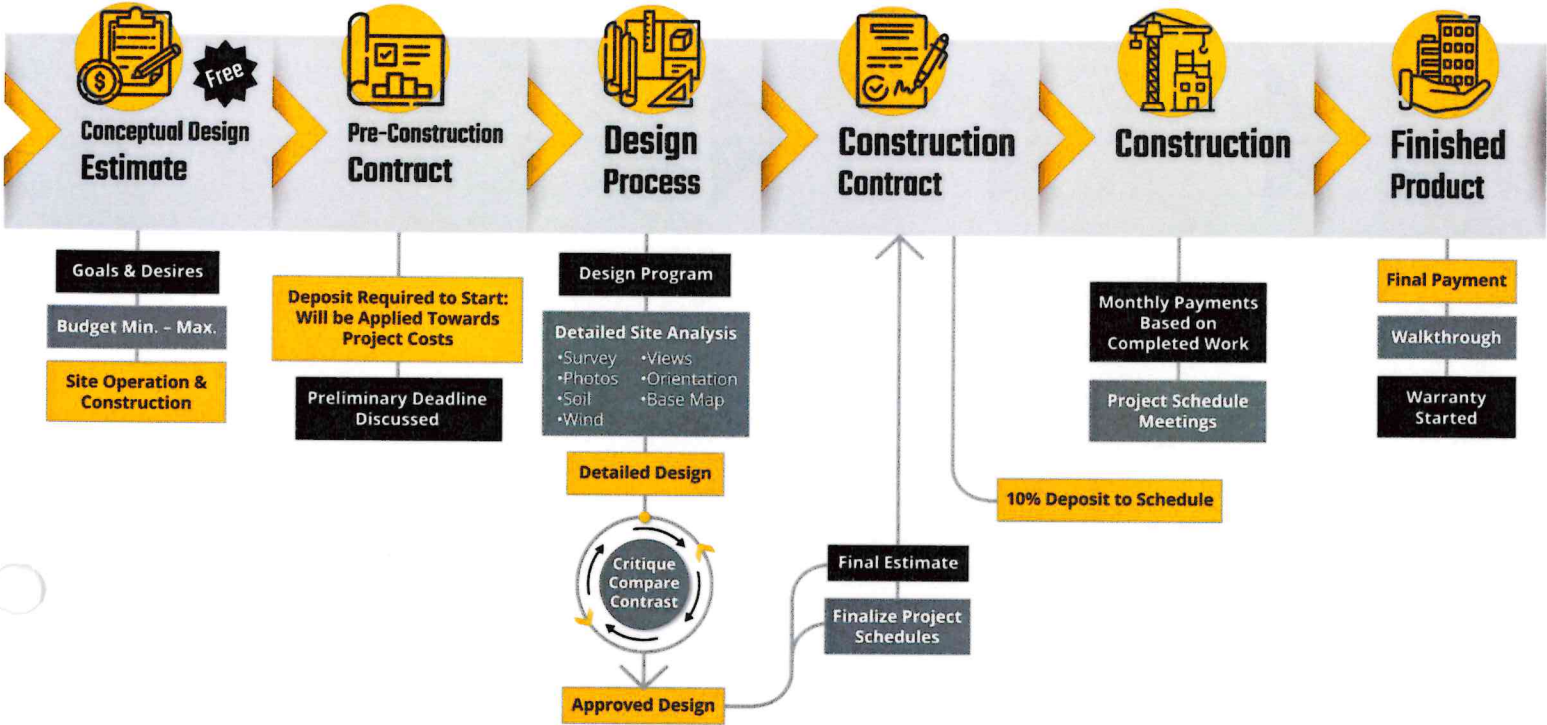 Free
Conceptual Design
Estimate
Pre-Construction
Contract
Design
Process
Construction
Contract
Construction
Finished
Product
Goals & Desires
Budget Min. – Max.
Site Operation &
Construction
Deposit Required to Start:
Will be Applied Towards
Project Costs
Preliminary Deadline
Discussed
Design Program
Detailed Site Analysis
•Survey •Views
•Photos •Orientation
•Soil •Base Map
•Wind
Detailed Design
Critique
Compare
Contrast
Approved Design
Final Estimate
Finalize Project
Schedules
10% Deposit to Schedule
Monthly Payments
Based on
Completed Work
Project Schedule
Meetings
Final Payment
Walkthrough
Warranty
Started